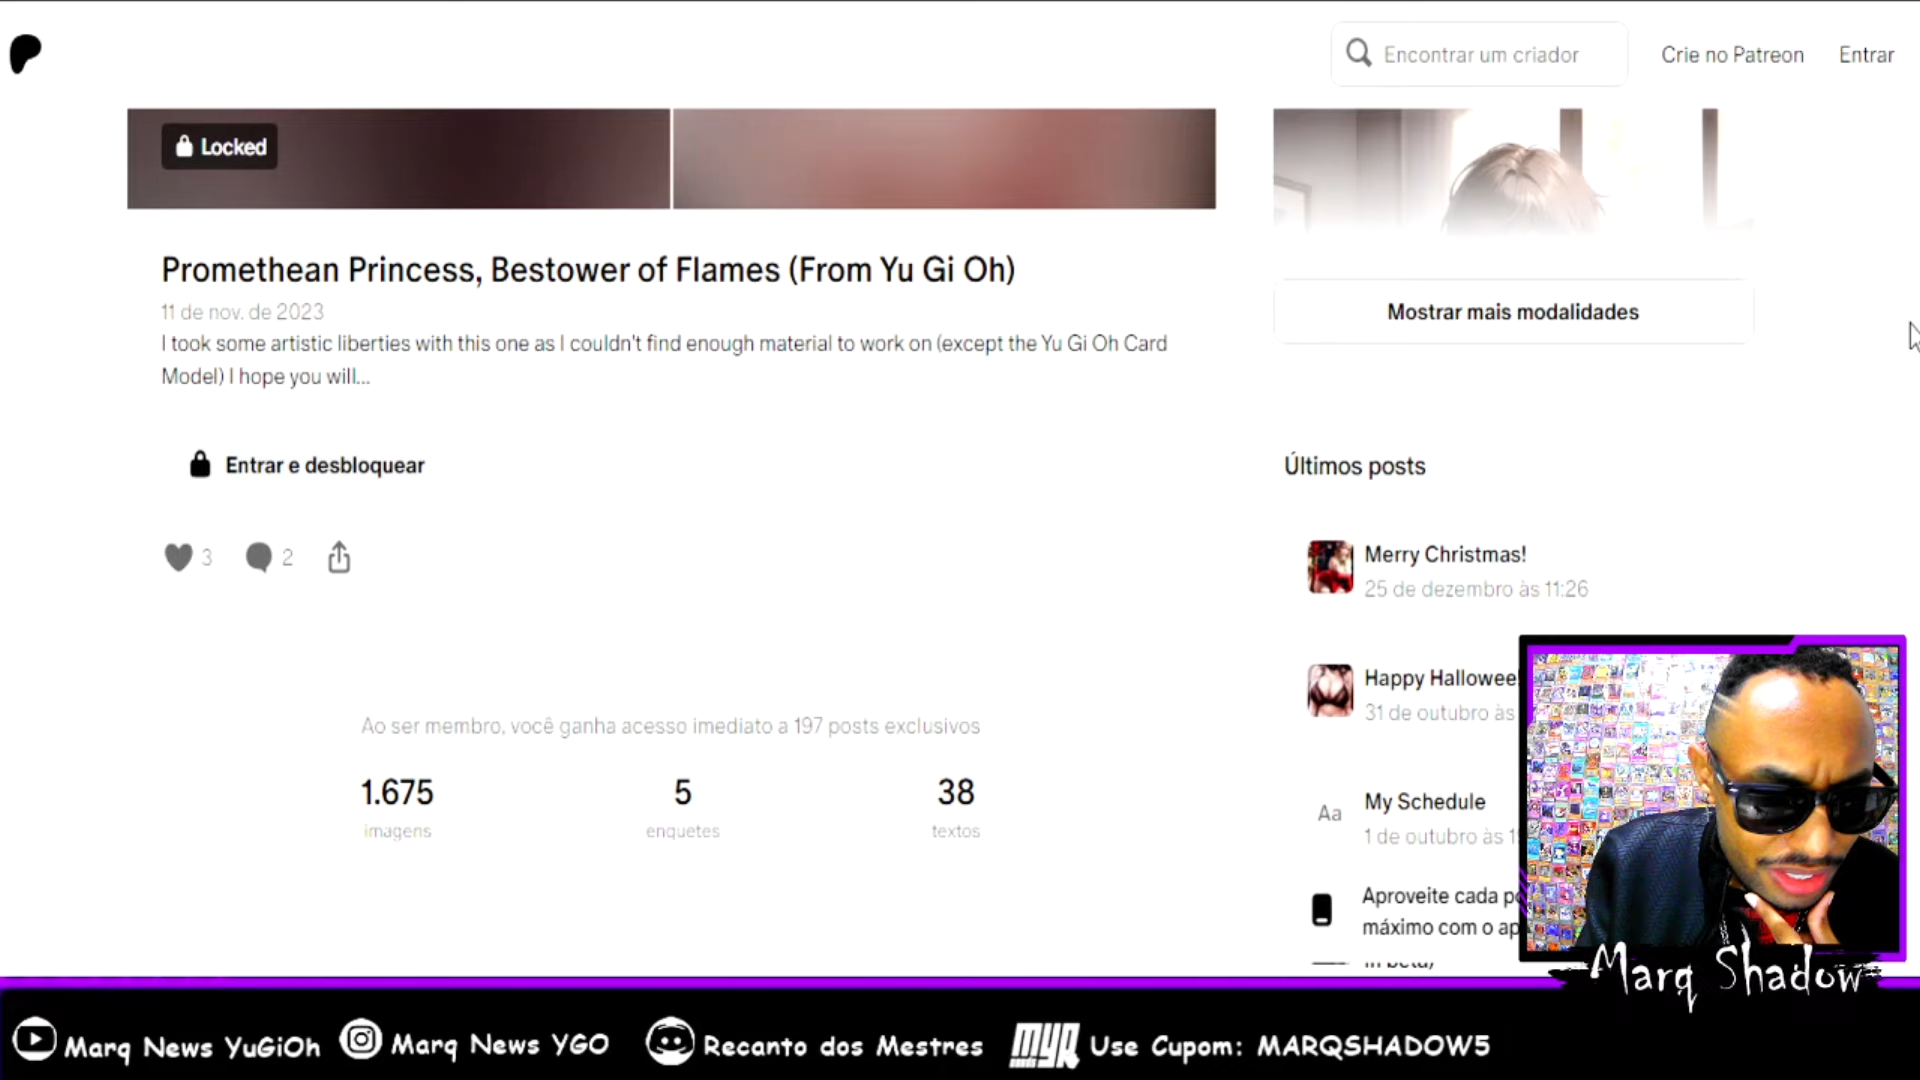 Encontrar um criador
Crie no Patreon
Entrar
Locked
Promethean Princess, Bestower of Flames (From Yu Gi Oh)
11 de nov. de 2023
I took some artistic liberties with this one as I couldn't find enough material to work on (except the Yu Gi Oh Card
Model) I hope you will...
Entrar e desbloquear
3
2
Ao ser membro, você ganha acesso imediato a 197 posts exclusivos
1.675
imagens
5
enquetes
38
textos
Mostrar mais modalidades
Últimos posts
Merry Christmas!
25 de dezembro às 11:26
Happy Hallowee
31 de outubro às
Aa
My Schedule
1 de outubro às
Aproveite cada
máximo com o
Marq Shadow
Marq News YuGiOh
Marq News YGO
Recanto dos Mestres
MYP
Use Cupom: MARQSHADOW5